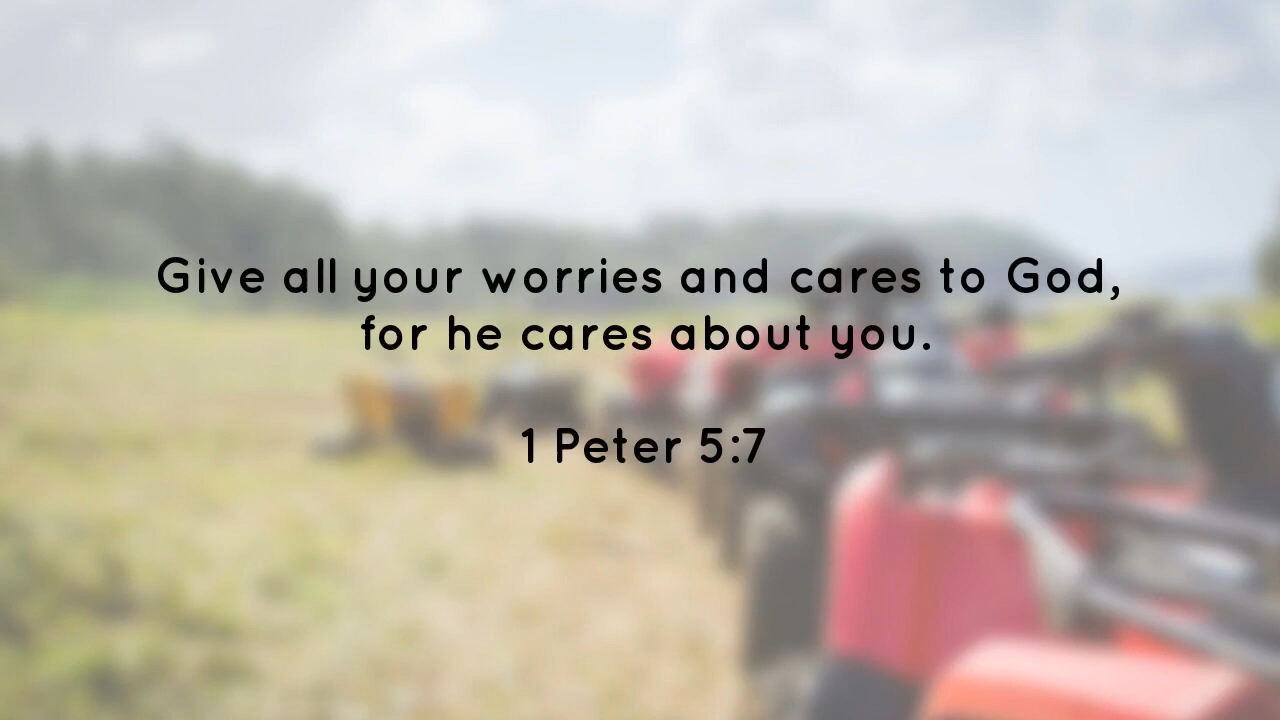 Give all your worries and cares to God,
for he cares about you.
1 Peter 5:7